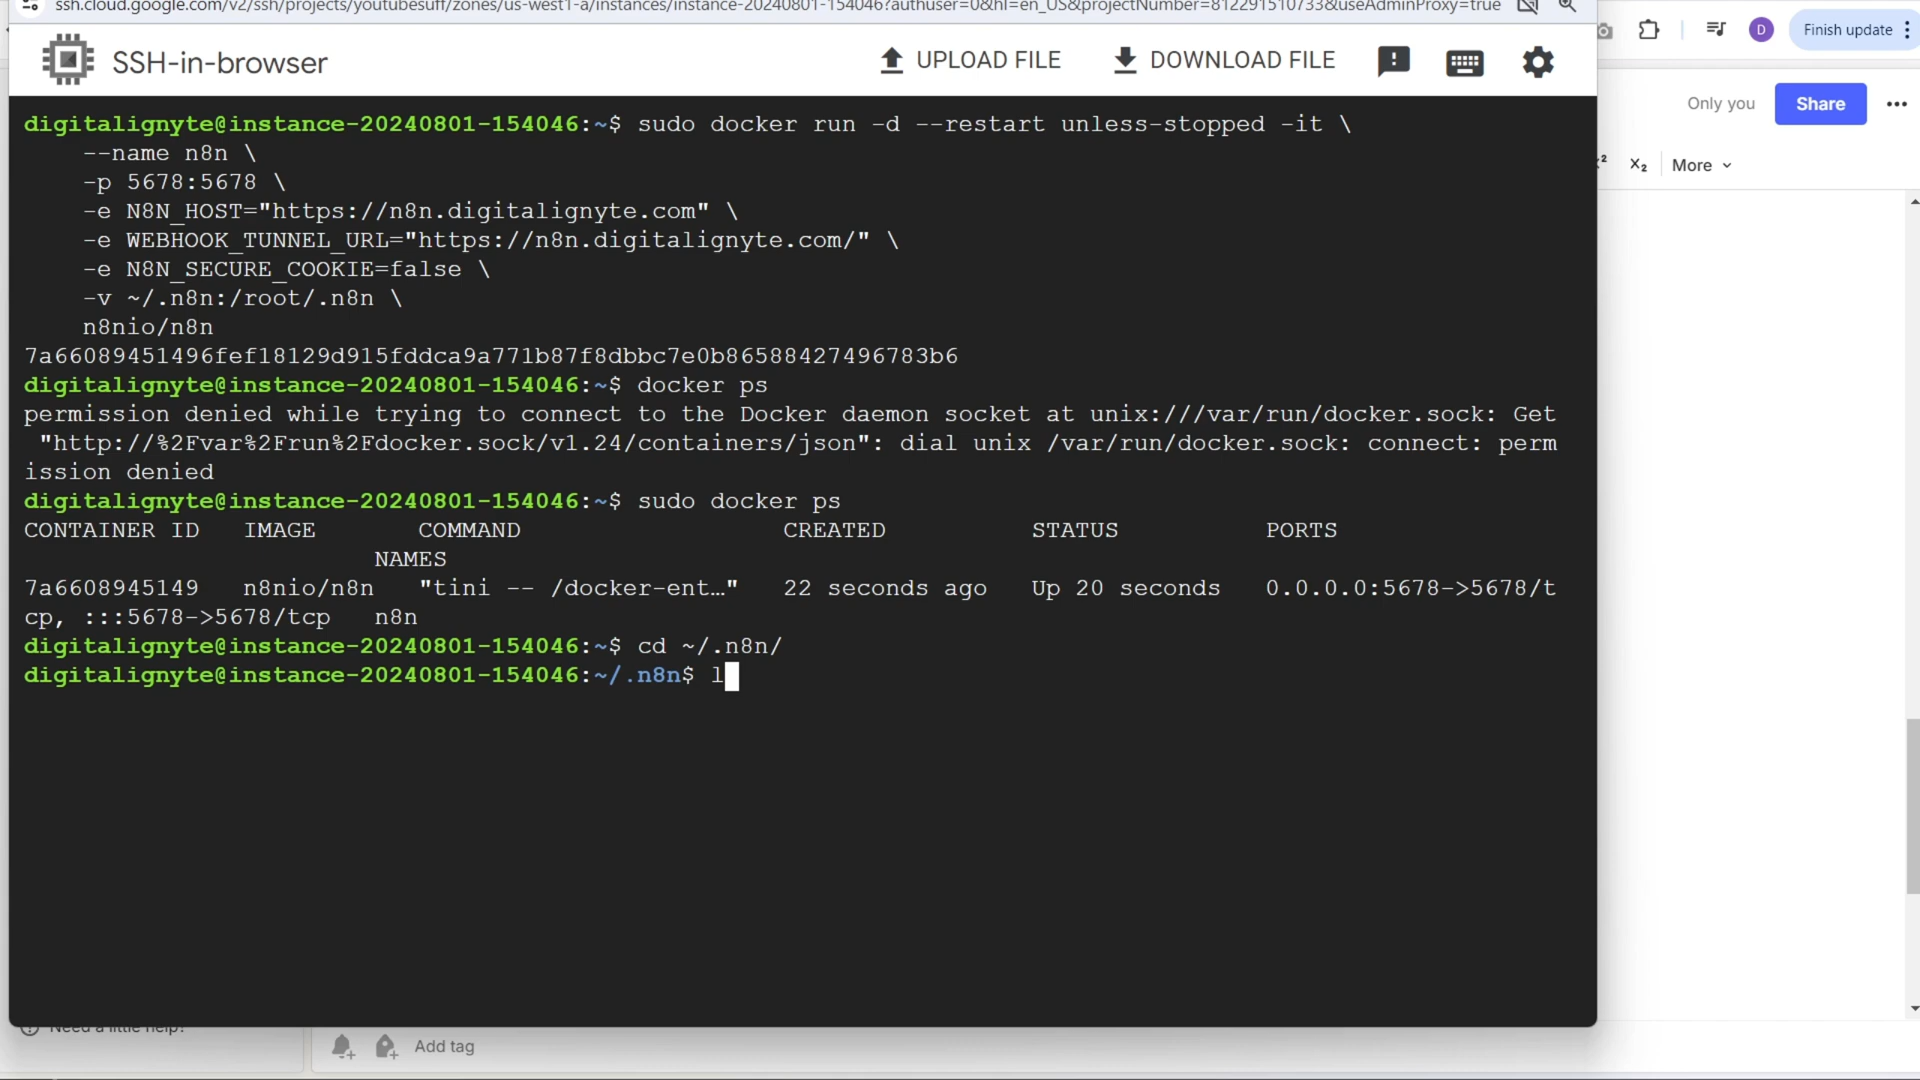 ssh.cloud.google.com/v2/ssh/projects/youtubesuff/zones/us-west1-a/instances/instance-20240801-154046?authuser=0&hl=en_US&projectNumber=812291510733&useAdminProxy=true
D
Finish update
SSH-in-browser
UPLOAD FILE
DOWNLOAD FILE
Only you
Share
X₂
More
digitalignyte@instance-20240801-154046:~$ sudo docker run -d --restart unless-stopped -it \
--name n8n \
-p 5678:5678 \
-e N8N_HOST="https://n8n.digitalignyte.com" \
-e WEBHOOK_TUNNEL_URL="https://n8n.digitalignyte.com/" \
-e N8N_SECURE_COOKIE=false \
-v ~/.n8n:/root/.n8n \
n8nio/n8n
7a66089451496fef18129d915fddca9a771b87f8dbbc7e0b86588427496783b6
digitalignyte@instance-20240801-154046:~$ docker ps
permission denied while trying to connect to the Docker daemon socket at unix:///var/run/docker.sock: Get
"http://%2Fvar%2Frun%2Fdocker.sock/v1.24/containers/json": dial unix /var/run/docker.sock: connect: perm
ission denied
digitalignyte@instance-20240801-154046:~$ sudo docker ps
CONTAINER ID IMAGE COMMAND CREATED STATUS PORTS
NAMES
7a6608945149 n8nio/n8n "tini -- /docker-ent…" 22 seconds ago Up 20 seconds 0.0.0.0:5678->5678/t
cp, :::5678->5678/tcp n8n
digitalignyte@instance-20240801-154046:~$ cd ~/.n8n/
digitalignyte@instance-20240801-154046:~/.n8n$ l
Need a little help?
Add tag